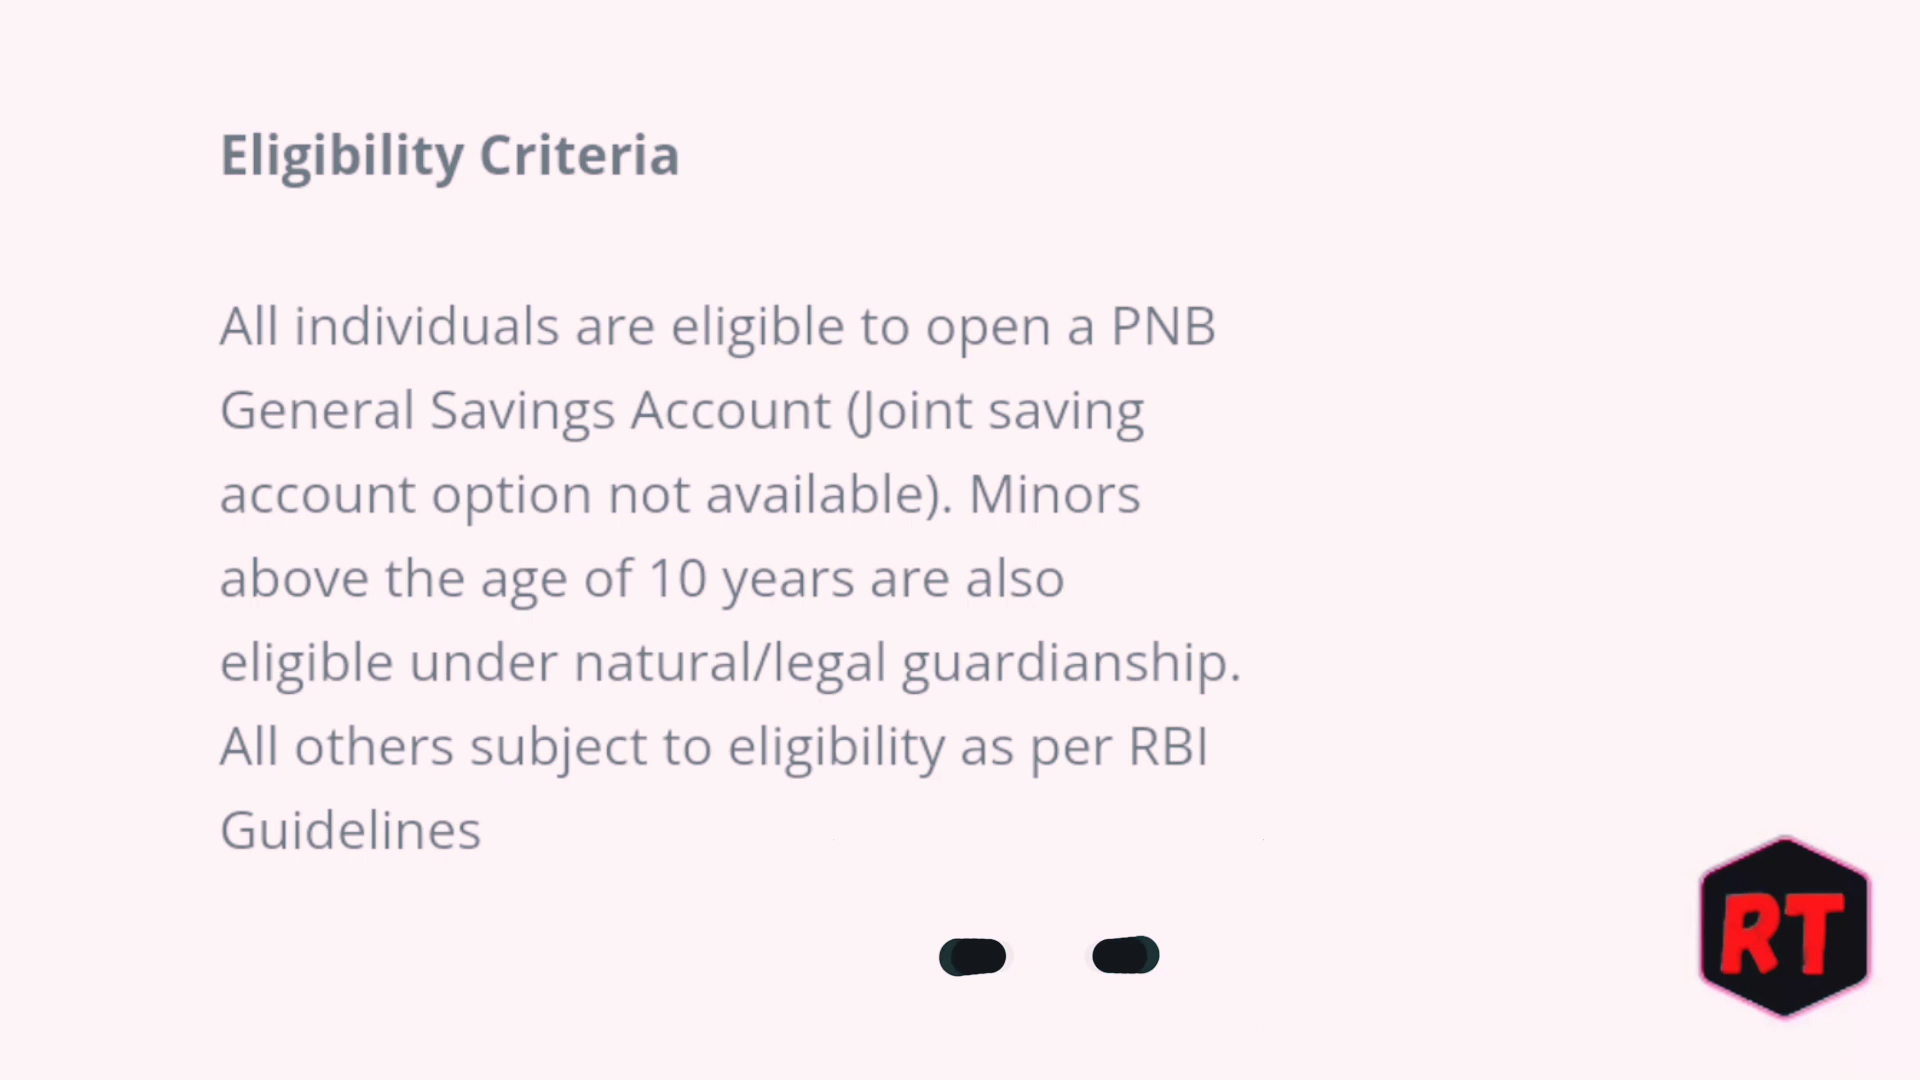 Eligibility Criteria
All individuals are eligible to open a PNB
General Savings Account (Joint saving
account option not available). Minors
above the age of 10 years are also
eligible under natural/legal guardianship.
All others subject to eligibility as per RBI
Guidelines
RT